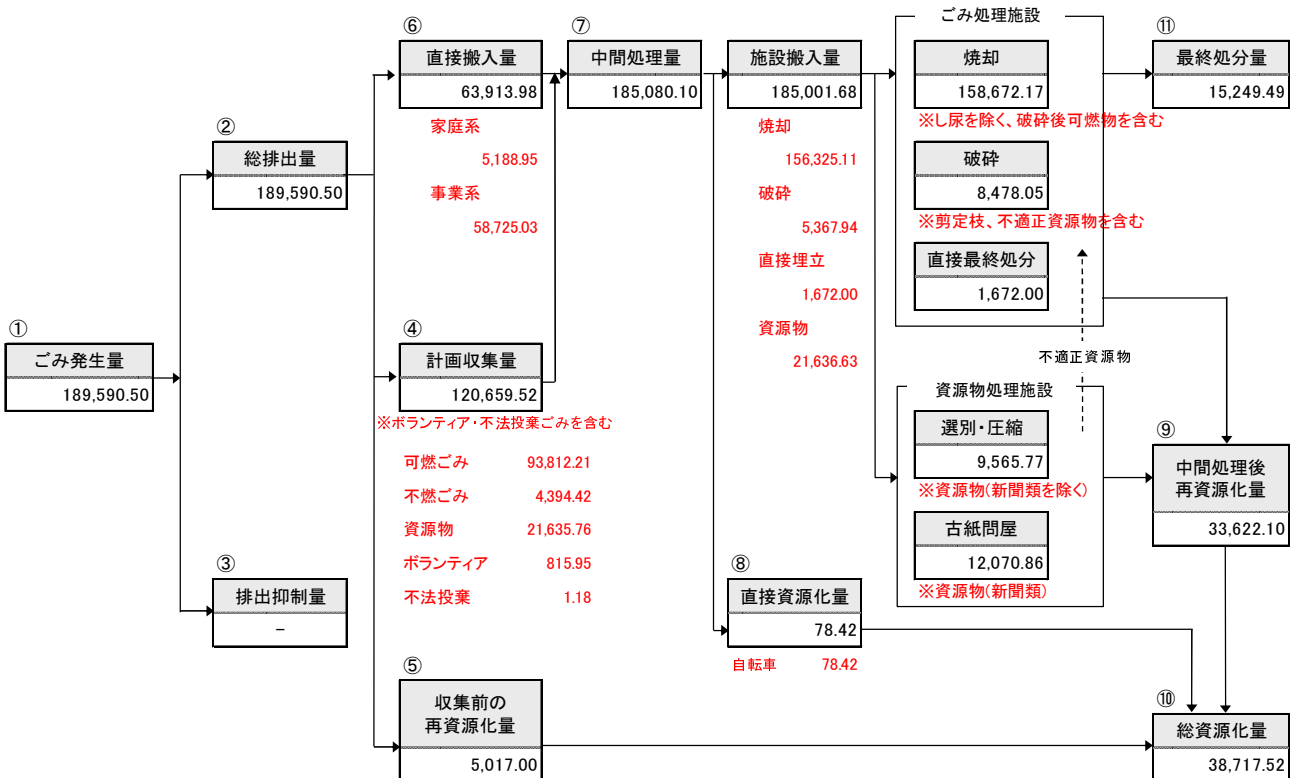 ①
ごみ発生量
189,590.50
②
総排出量
189,590.50
③
排出抑制量
－
⑥
直接搬入量
63,913.98
家庭系
5,188.95
事業系
58,725.03
④
計画収集量
120,659.52
※ボランティア・不法投棄ごみを含む
可燃ごみ 93,812.21
不燃ごみ 4,394.42
資源物 21,635.76
ボランティア 815.95
不法投棄 1.18
⑤
収集前の
再資源化量
5,017.00
⑦
中間処理量
185,080.10
施設搬入量
185,001.68
焼却
156,325.11
破砕
5,367.94
直接埋立
1,672.00
資源物
21,636.63
⑧
直接資源化量
78.42
自転車 78.42
ごみ処理施設
焼却
158,672.17
※し尿を除く、破砕後可燃物を含む
破砕
8,478.05
※剪定枝、不適正資源物を含む
直接最終処分
1,672.00
不適正資源物
資源物処理施設
選別・圧縮
9,565.77
※資源物(新聞類を除く)
古紙問屋
12,070.86
※資源物(新聞類)
⑪
最終処分量
15,249.49
⑨
中間処理後
再資源化量
33,622.10
⑩
総資源化量
38,717.52